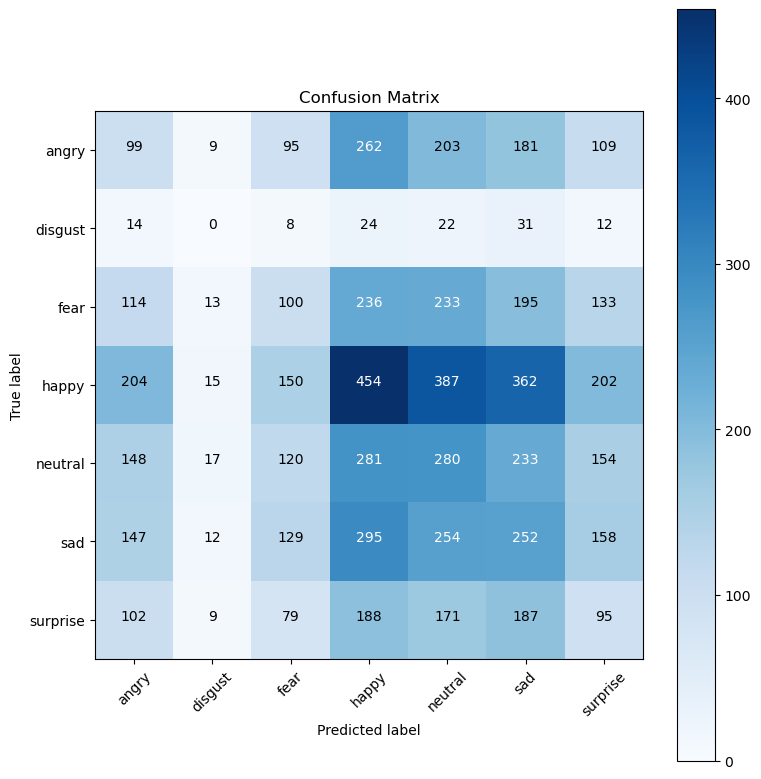 Confusion Matrix
True label
angry 99 9 95 262 203 181 109
disgust 14 0 8 24 22 31 12
fear 114 13 100 236 233 195 133
happy 204 15 150 454 387 362 202
neutral 148 17 120 281 280 233 154
sad 147 12 129 295 254 252 158
surprise 102 9 79 188 171 187 95
angry disgust fear happy neutral sad surprise
Predicted label
400
300
200
100
0